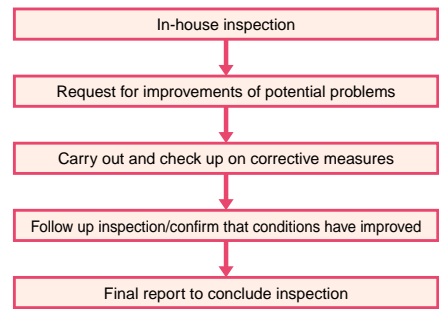 In-house inspection
Request for improvements of potential problems
Carry out and check up on corrective measures
Follow up inspection/confirm that conditions have improved
Final report to conclude inspection